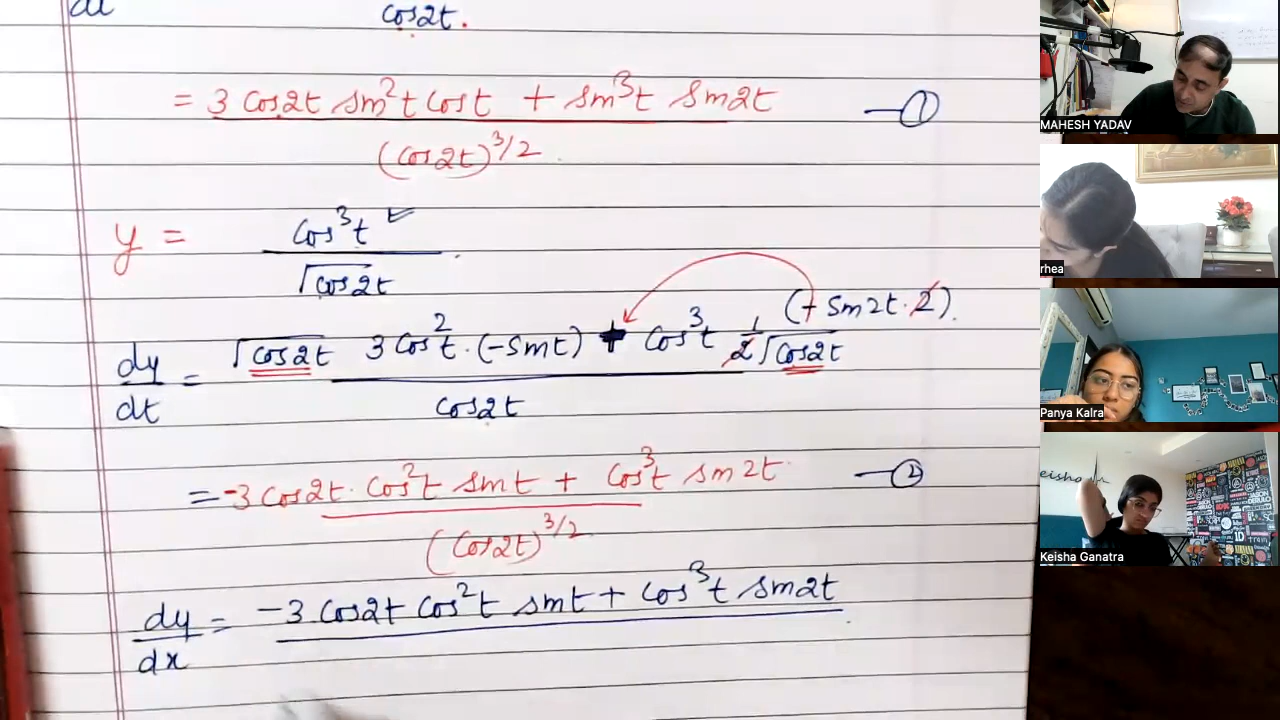 cos2t.
= 3 cos2t sin²t cost + sin³t sin2t —①
(cos2t)^3/2
y = cos³t
√cos2t
dy/dt = √cos2t 3cos²t.(-sint) + cos³t 1/2√cos2t (+ sin2t.2).
cos2t
= -3 cos2t. cos²t sint + cos³t sin2t —②
(cos2t)^3/2
dy/dx = -3 cos2t cos²t sint + cos³t sin2t
MAHESH YADAV
rhea
Panya Kalra
Keisha Ganatra